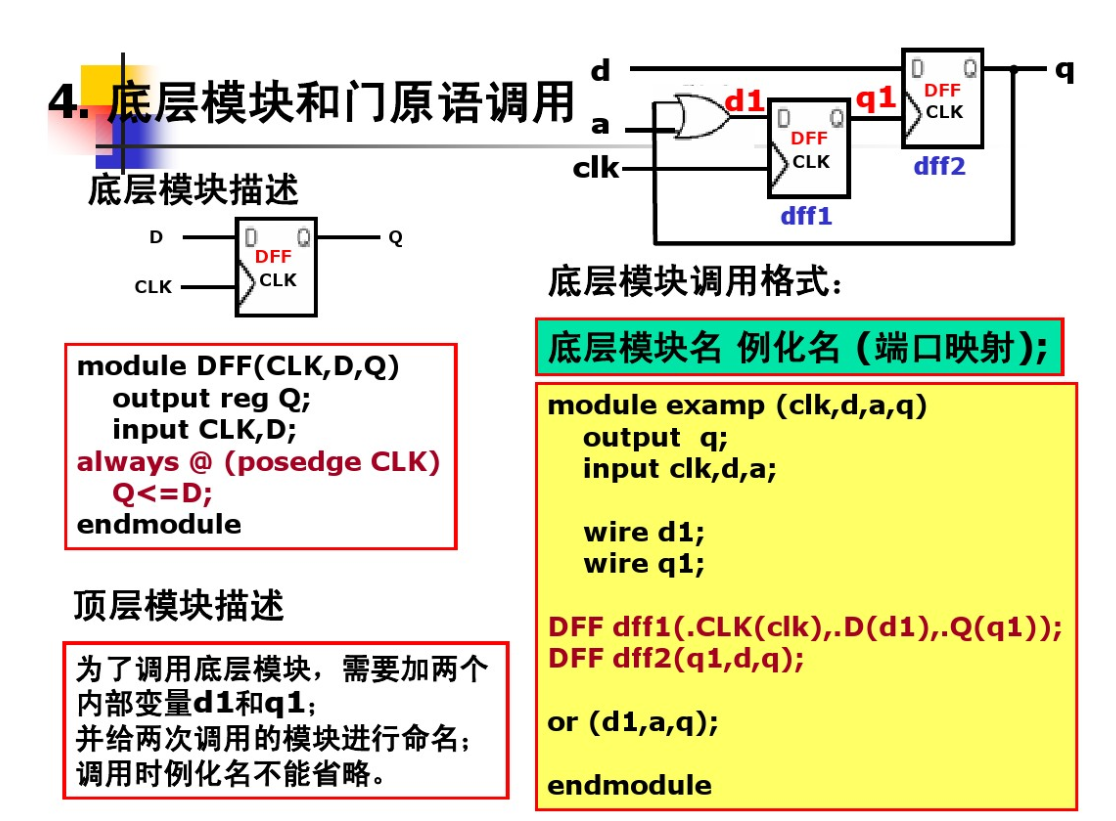 4. 底层模块和门原语调用
底层模块描述
D
D
Q
DFF
CLK
Q
CLK
module DFF(CLK,D,Q)
output reg Q;
input CLK,D;
always @ (posedge CLK)
Q<=D;
endmodule
顶层模块描述
为了调用底层模块，需要加两个
内部变量d1和q1；
并给两次调用的模块进行命名；
调用时例化名不能省略。
d
a
clk
d1
D
Q
DFF
CLK
dff1
q1
D
Q
DFF
CLK
dff2
q
底层模块调用格式：
底层模块名 例化名 (端口映射);
module examp (clk,d,a,q)
output q;
input clk,d,a;
wire d1;
wire q1;
DFF dff1(.CLK(clk),.D(d1),.Q(q1));
DFF dff2(q1,d,q);
or (d1,a,q);
endmodule